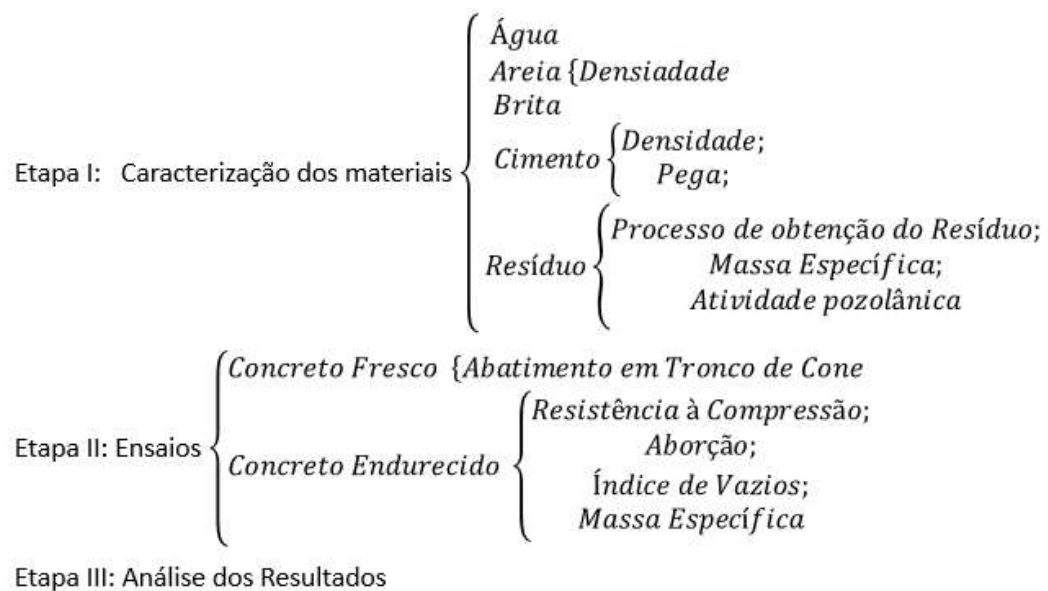 Água
Areia {Densiadade
Brita
Cimento {Densidade;
Pega;
Etapa I: Caracterização dos materiais
Resíduo {Processo de obtenção do Resíduo;
Massa Específica;
Atividade pozolânica
Concreto Fresco {Abatimento em Tronco de Cone
Etapa II: Ensaios
Concreto Endurecido {Resistência à Compressão;
Aborção;
Índice de Vazios;
Massa Específica
Etapa III: Análise dos Resultados